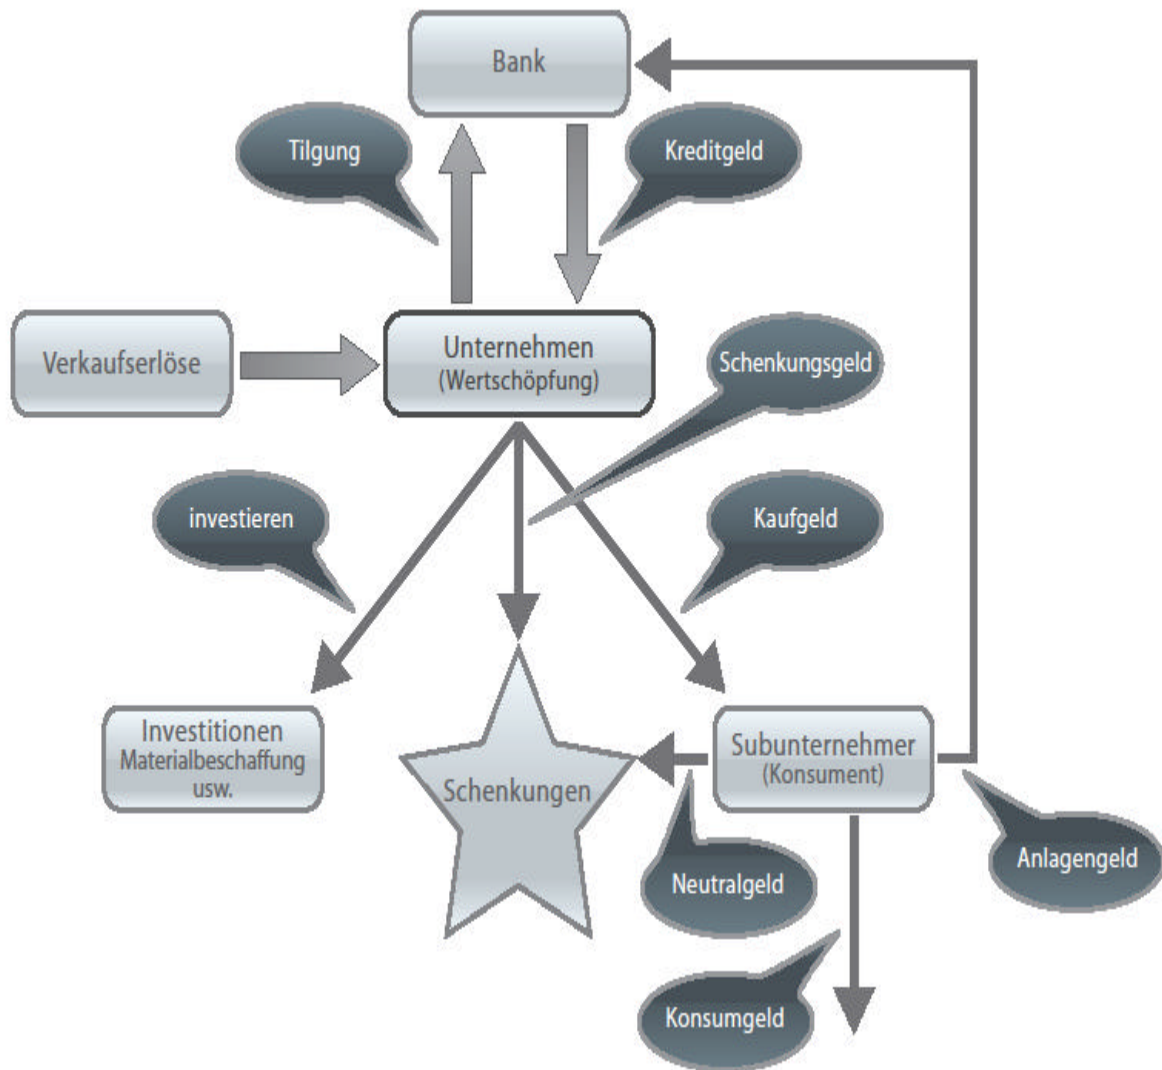 Bank
Tilgung
Kreditgeld
Verkaufserlöse
Unternehmen
(Wertschöpfung)
Schenkungsgeld
investieren
Kaufgeld
Investitionen
Materialbeschaffung
usw.
Schenkungen
Subunternehmer
(Konsument)
Neutralgeld
Anlagengeld
Konsumgeld